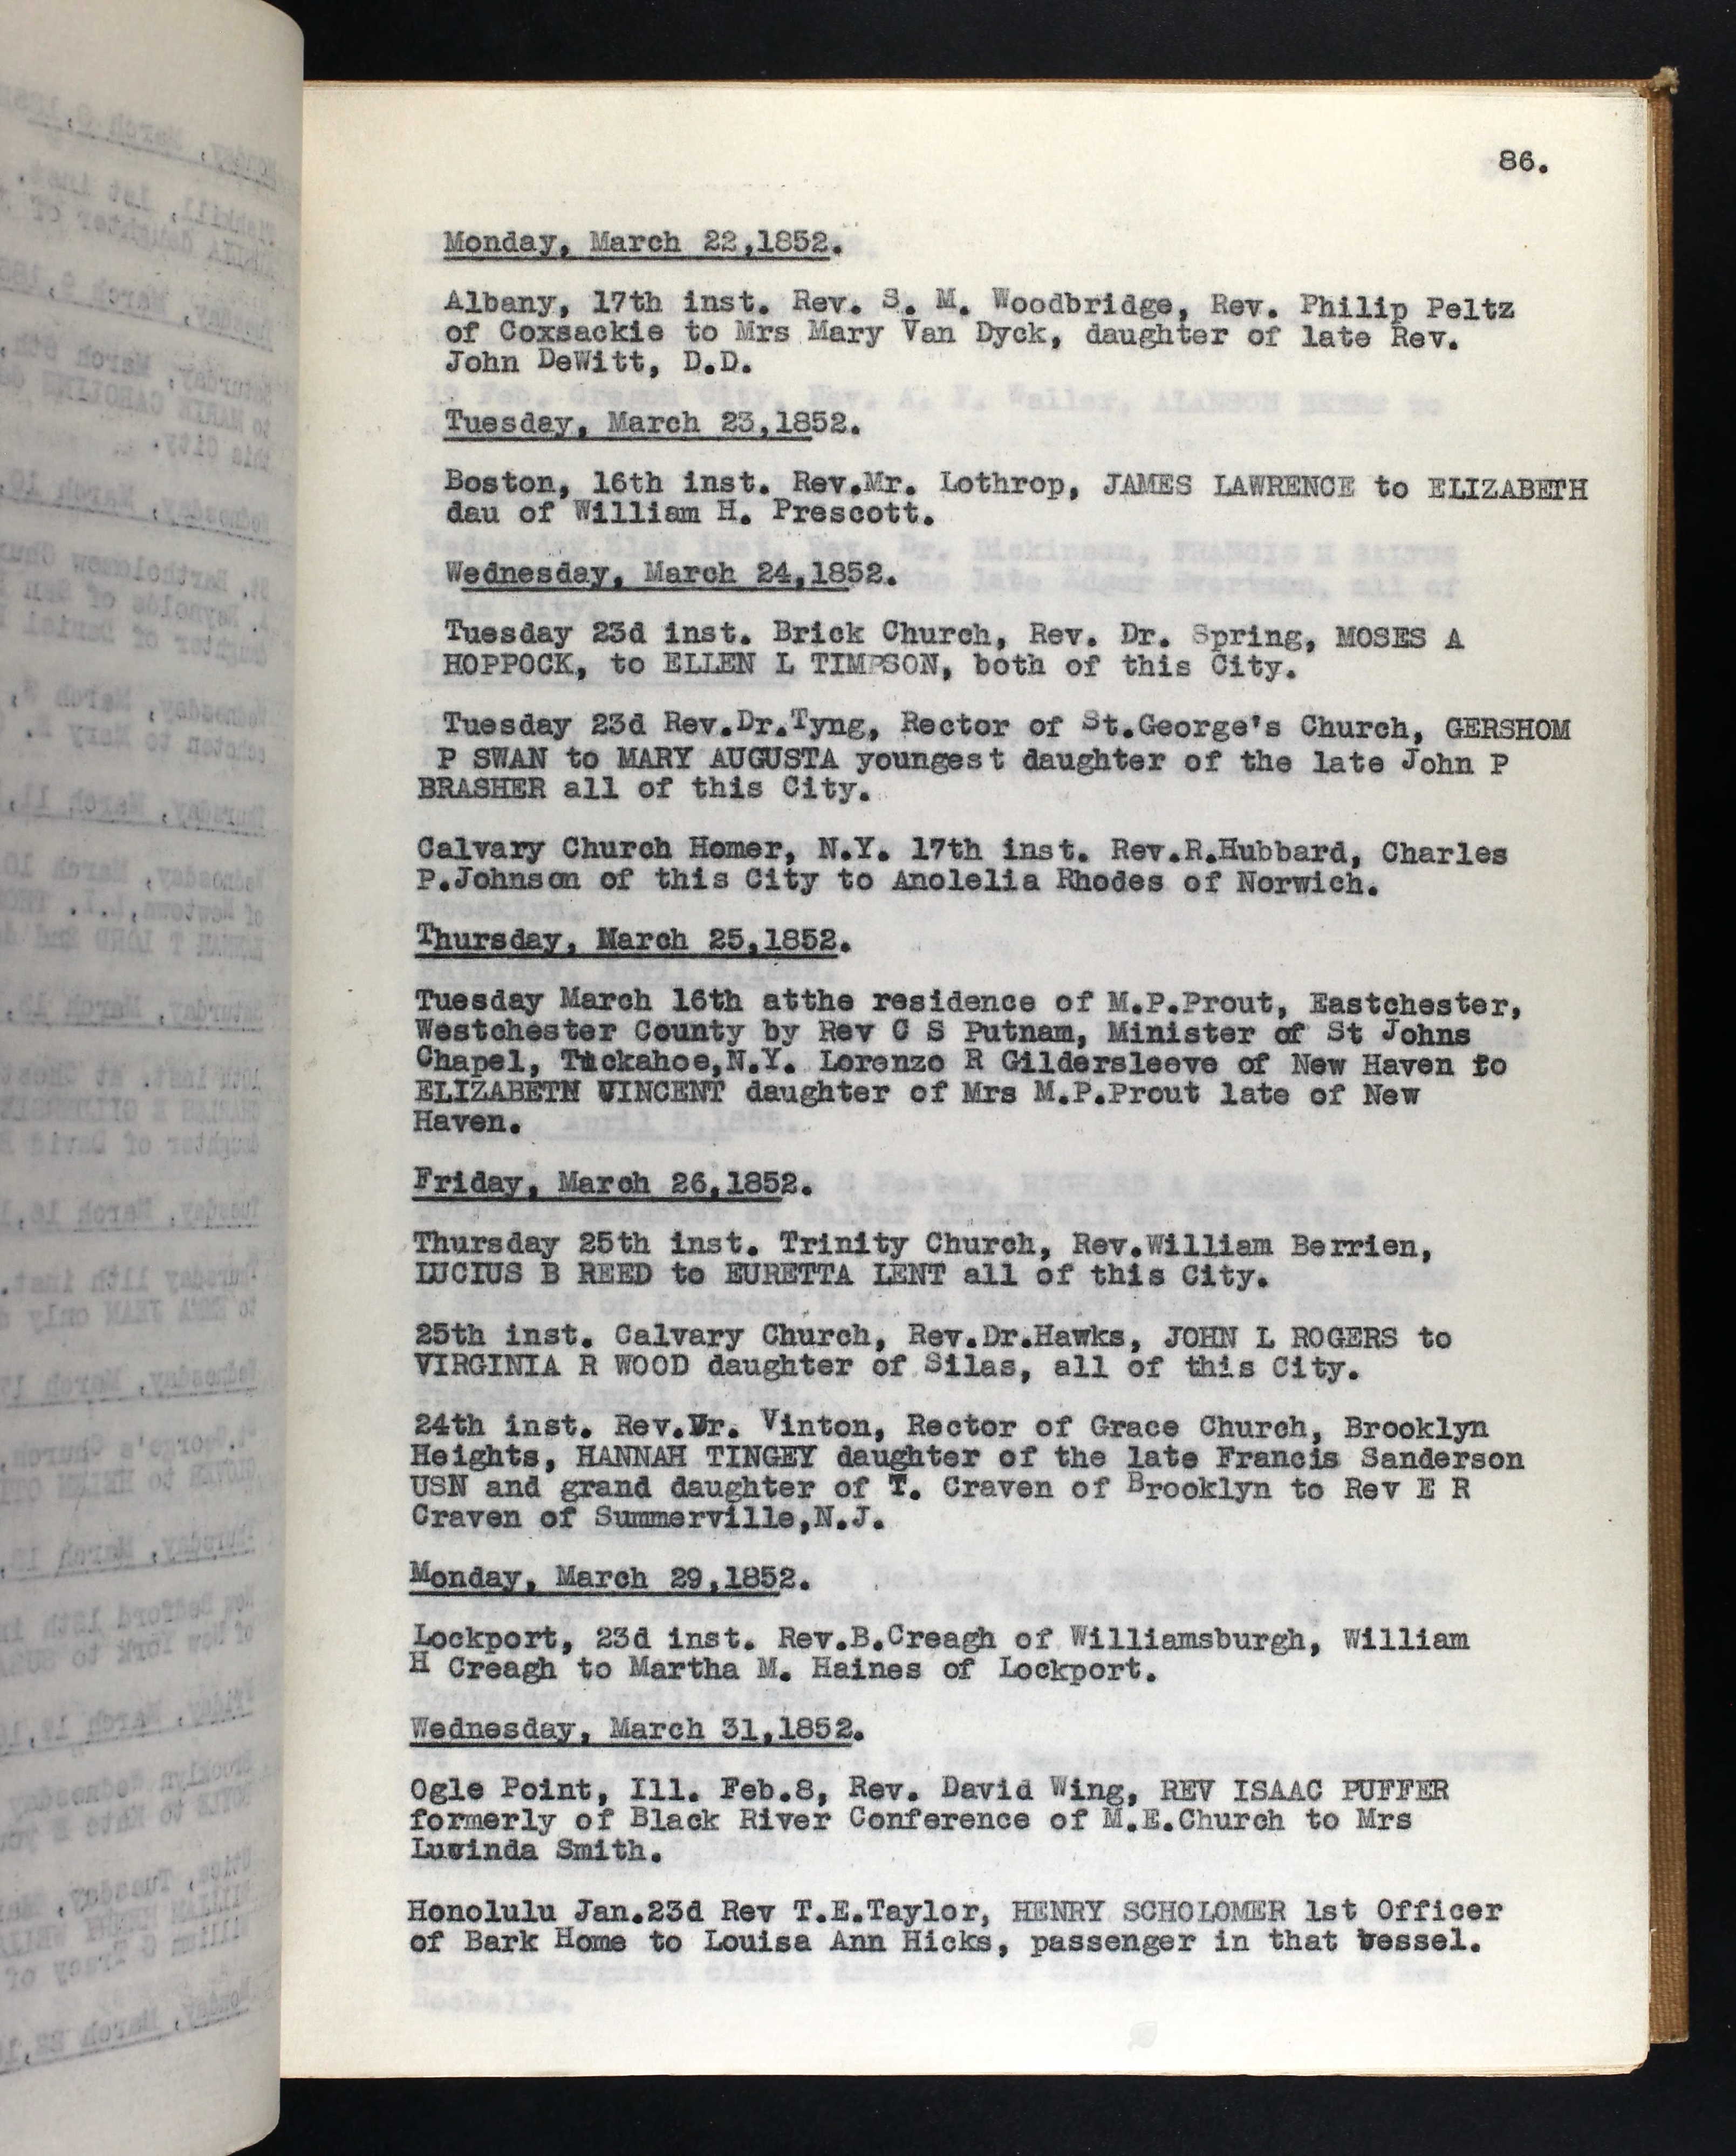 86.
Monday, March 22,1852.
Albany, 17th inst. Rev. S. M. Woodbridge, Rev. Philip Peltz
of Coxsackie to Mrs Mary Van Dyck, daughter of late Rev.
John DeWitt, D.D.
Tuesday, March 23,1852.
Boston, 16th inst. Rev.Mr. Lothrop, JAMES LAWRENCE to ELIZABETH
dau of William H. Prescott.
Wednesday, March 24,1852.
Tuesday 23d inst. Brick Church, Rev. Dr. Spring, MOSES A
HOPPOCK, to ELLEN L TIMPSON, both of this City.
Tuesday 23d Rev.Dr.Tyng, Rector of St.George's Church, GERSHOM
P SWAN to MARY AUGUSTA youngest daughter of the late John P
BRASHER all of this City.
Calvary Church Homer, N.Y. 17th inst. Rev.R.Hubbard, Charles
P.Johnson of this City to Anolelia Rhodes of Norwich.
Thursday, March 25,1852.
Tuesday March 16th atthe residence of M.P.Prout, Eastchester,
Westchester County by Rev C S Putnam, Minister of St Johns
Chapel, Tuckahoe,N.Y. Lorenzo R Gildersleeve of New Haven to
ELIZABETH VINCENT daughter of Mrs M.P.Prout late of New
Haven.
Friday, March 26,1852.
Thursday 25th inst. Trinity Church, Rev.William Berrien,
LUCIUS B REED to EURETTA LENT all of this City.
25th inst. Calvary Church, Rev.Dr.Hawks, JOHN L ROGERS to
VIRGINIA R WOOD daughter of Silas, all of this City.
24th inst. Rev.Dr. Vinton, Rector of Grace Church, Brooklyn
Heights, HANNAH TINGEY daughter of the late Francis Sanderson
USN and grand daughter of T. Craven of Brooklyn to Rev E R
Craven of Summerville,N.J.
Monday, March 29,1852.
Lockport, 23d inst. Rev.B.Creagh of Williamsburgh, William
H Creagh to Martha M. Haines of Lockport.
Wednesday, March 31,1852.
Ogle Point, Ill. Feb.8, Rev. David Wing, REV ISAAC PUFFER
formerly of Black River Conference of M.E.Church to Mrs
Luvinda Smith.
Honolulu Jan.23d Rev T.E.Taylor, HENRY SCHOLOMER 1st Officer
of Bark Home to Louisa Ann Hicks, passenger in that vessel.